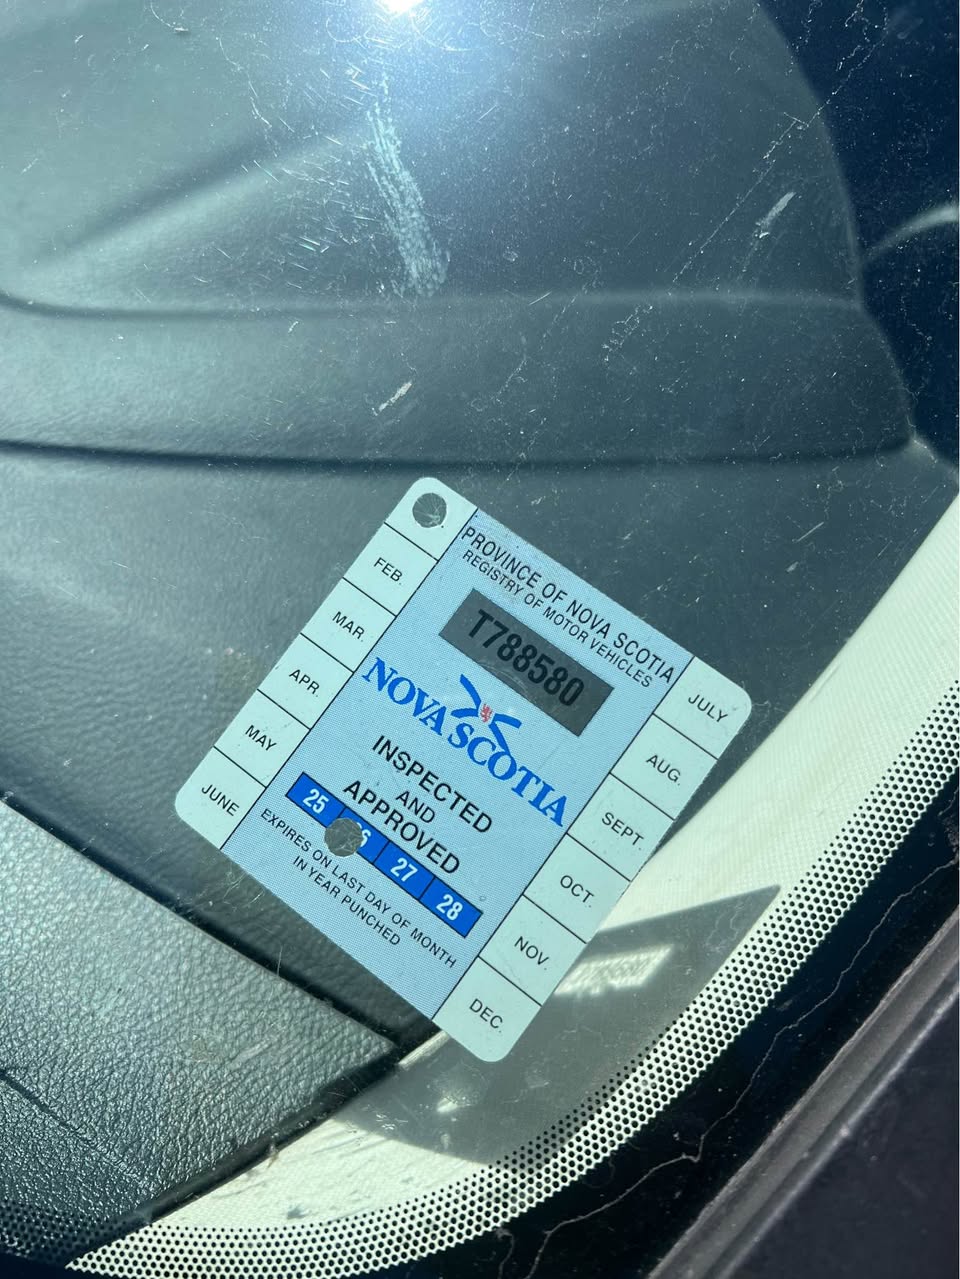 PROVINCE OF NOVA SCOTIA
REGISTRY OF MOTOR VEHICLES
T788580
NOVA SCOTIA
INSPECTED
AND
APPROVED
25 6 27 28
EXPIRES ON LAST DAY OF MONTH
IN YEAR PUNCHED
FEB.
MAR.
APR.
MAY
JUNE
JULY
AUG.
SEPT.
OCT.
NOV.
DEC.